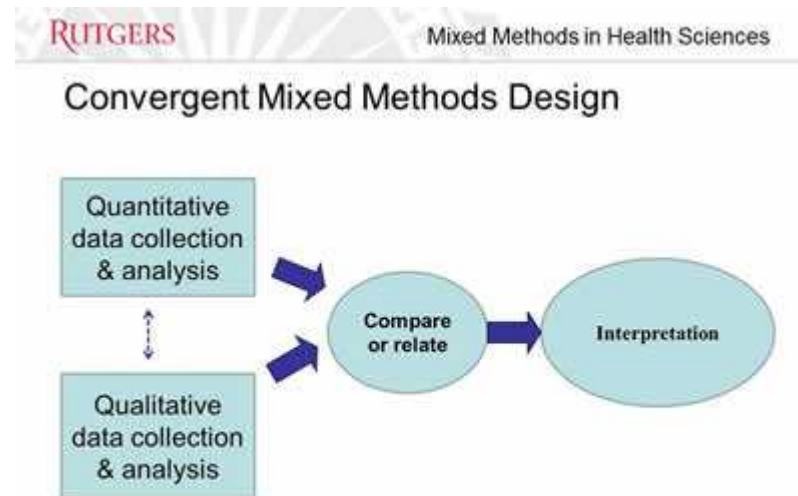 RUTGERS
Mixed Methods in Health Sciences
Convergent Mixed Methods Design
Quantitative
data collection
& analysis
Compare
or relate
Interpretation
Qualitative
data collection
& analysis